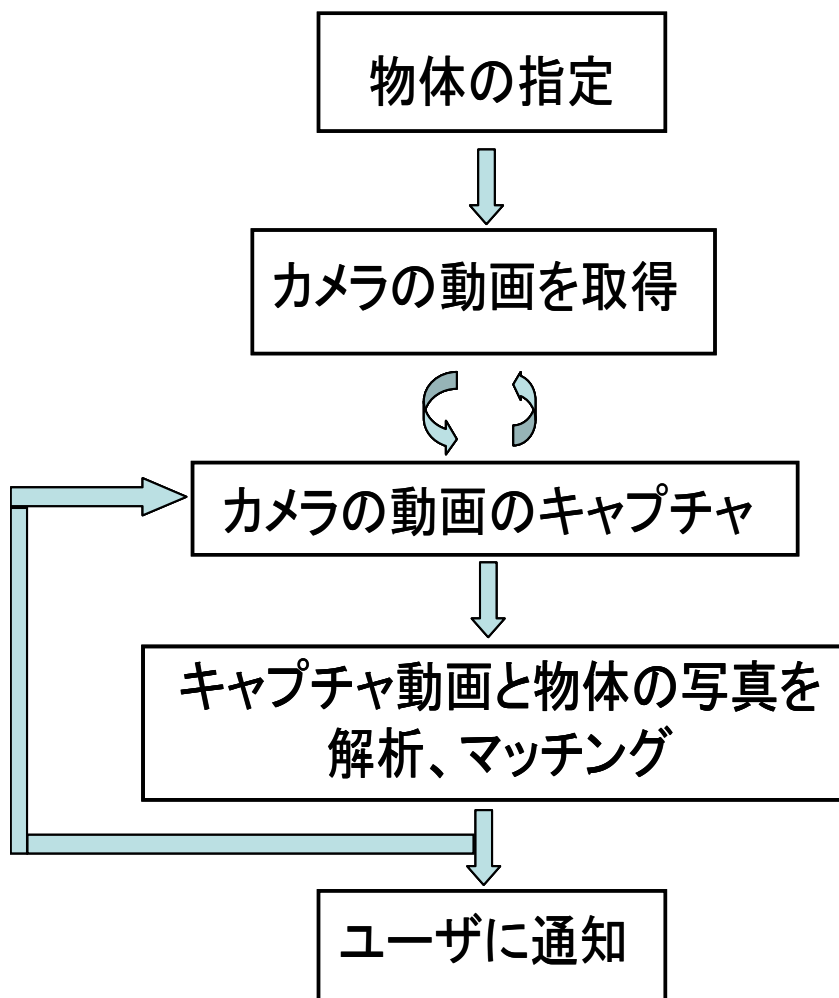 物体の指定
カメラの動画を取得
カメラの動画のキャプチャ
キャプチャ動画と物体の写真を
解析、マッチング
ユーザに通知